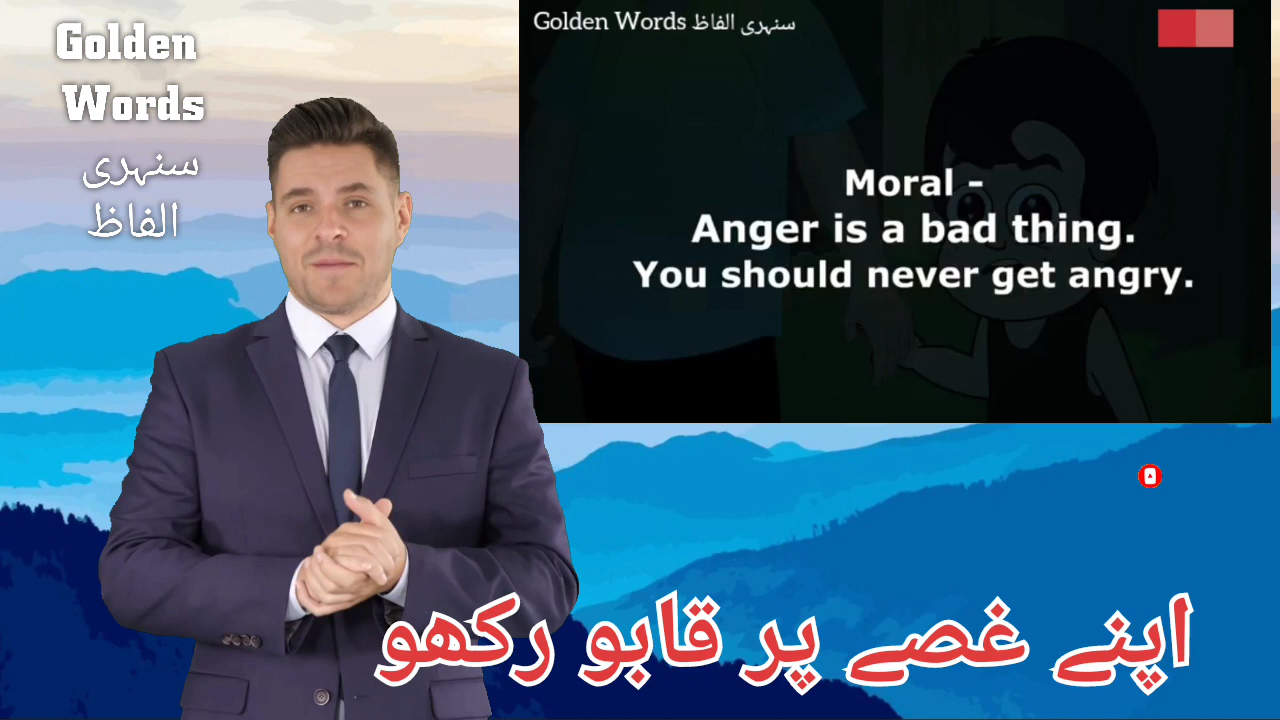 Golden
Words
سنہری
الفاظ
Golden Words سنہری الفاظ
Moral -
Anger is a bad thing.
You should never get angry.
اپنے غصے پر قابو رکھو